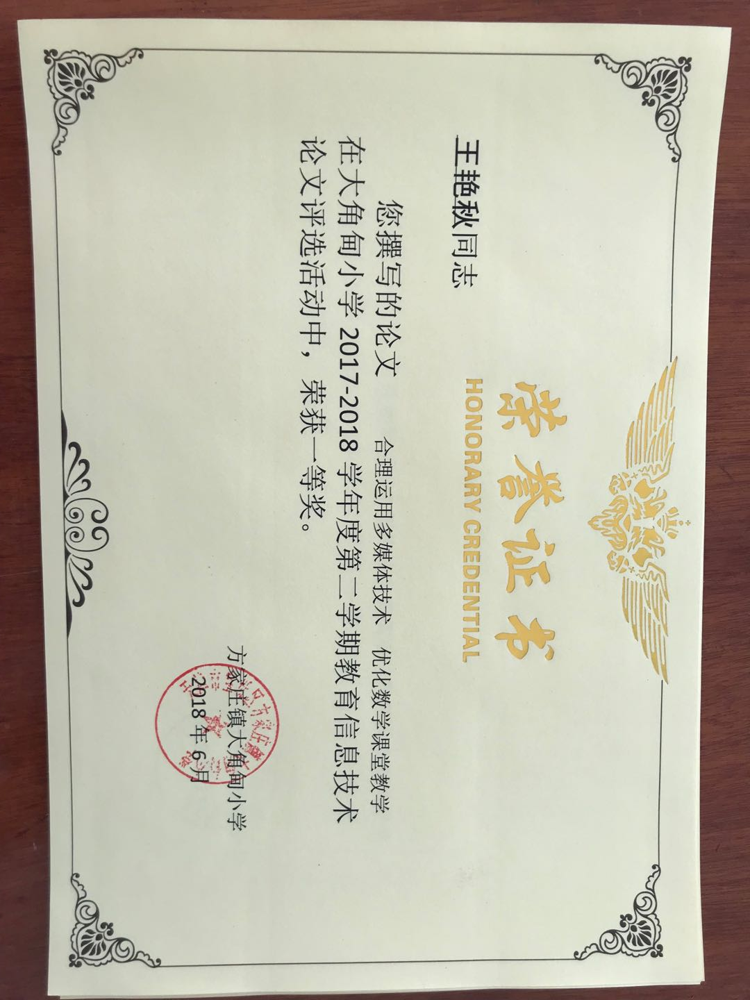 荣誉证书
HONORARY CREDENTIAL
王艳秋同志
您撰写的论文 合理运用多媒体技术 优化数学课堂教学
在大角甸小学 2017-2018 学年度第二学期教育信息技术
论文评选活动中，荣获一等奖。
方家庄镇大角甸小学
2018 年 6 月